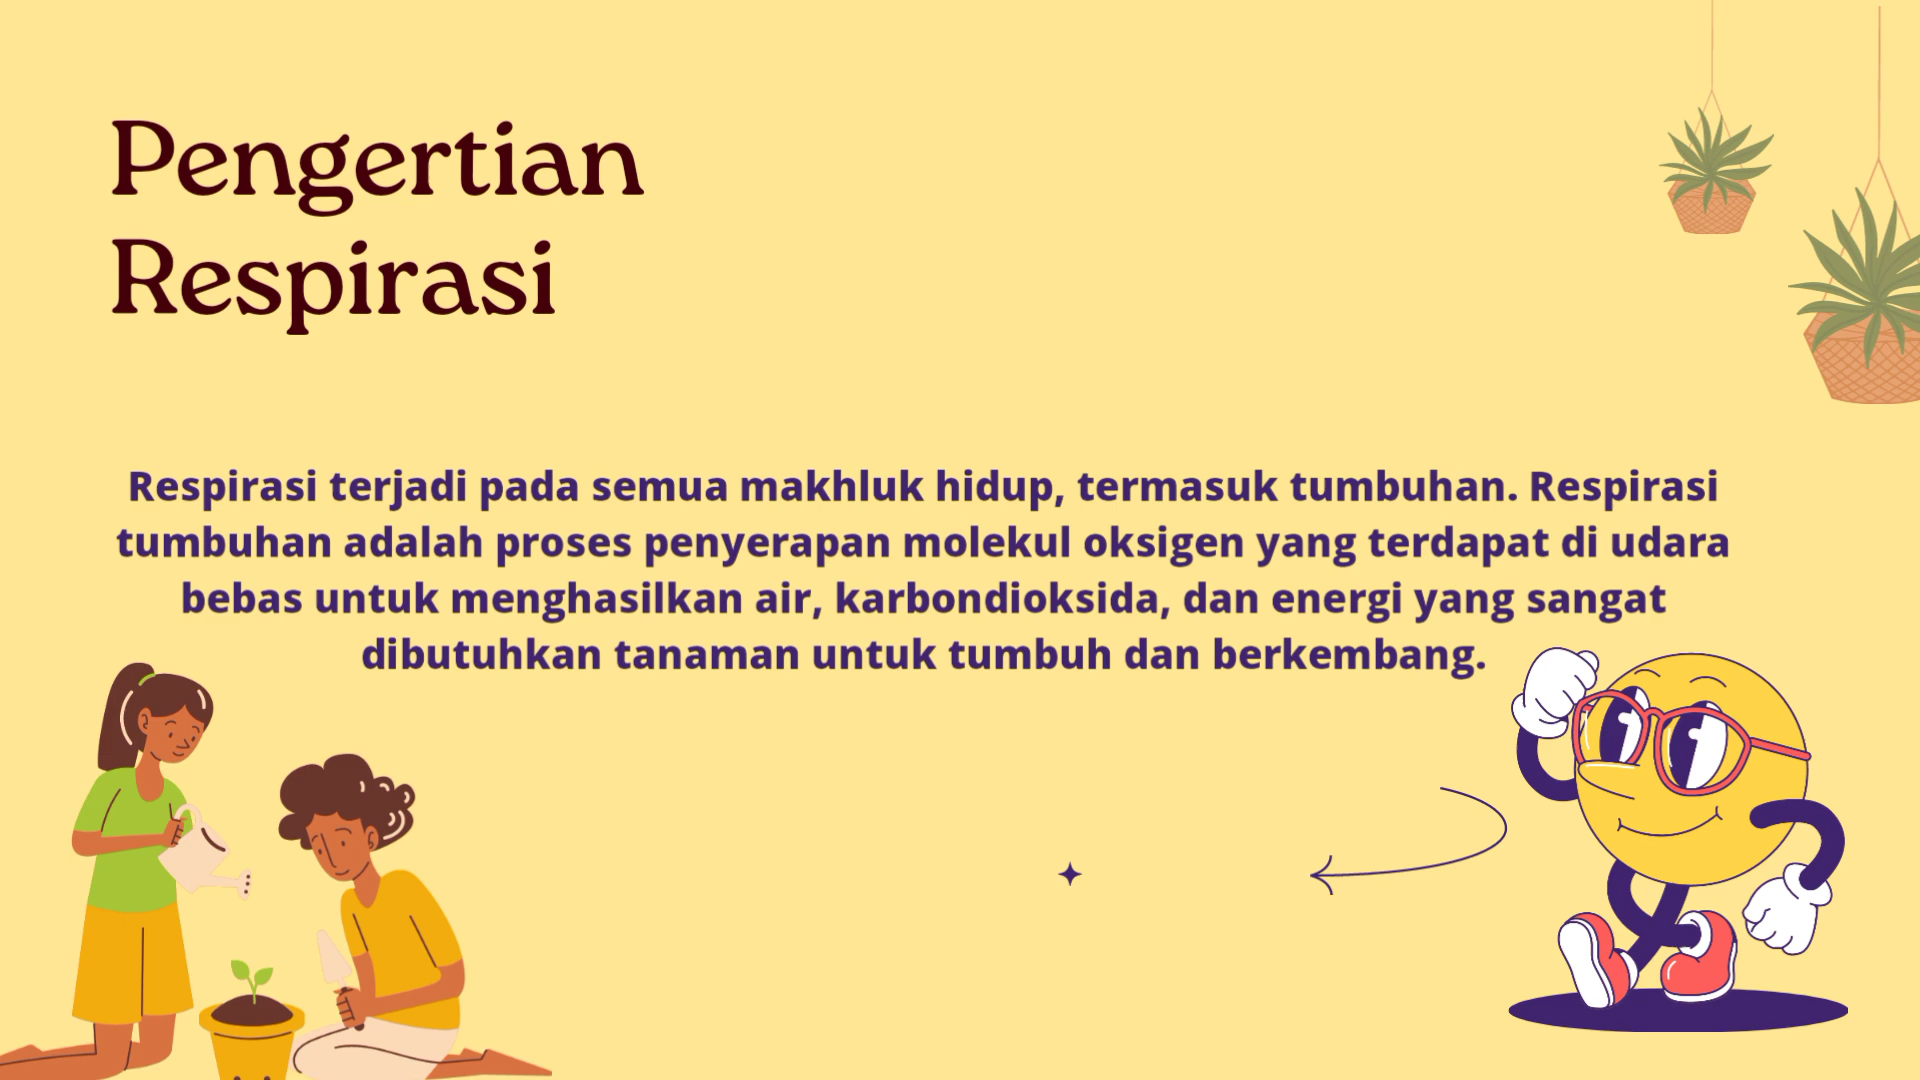 Pengertian
Respirasi
Respirasi terjadi pada semua makhluk hidup, termasuk tumbuhan. Respirasi
tumbuhan adalah proses penyerapan molekul oksigen yang terdapat di udara
bebas untuk menghasilkan air, karbondioksida, dan energi yang sangat
dibutuhkan tanaman untuk tumbuh dan berkembang.